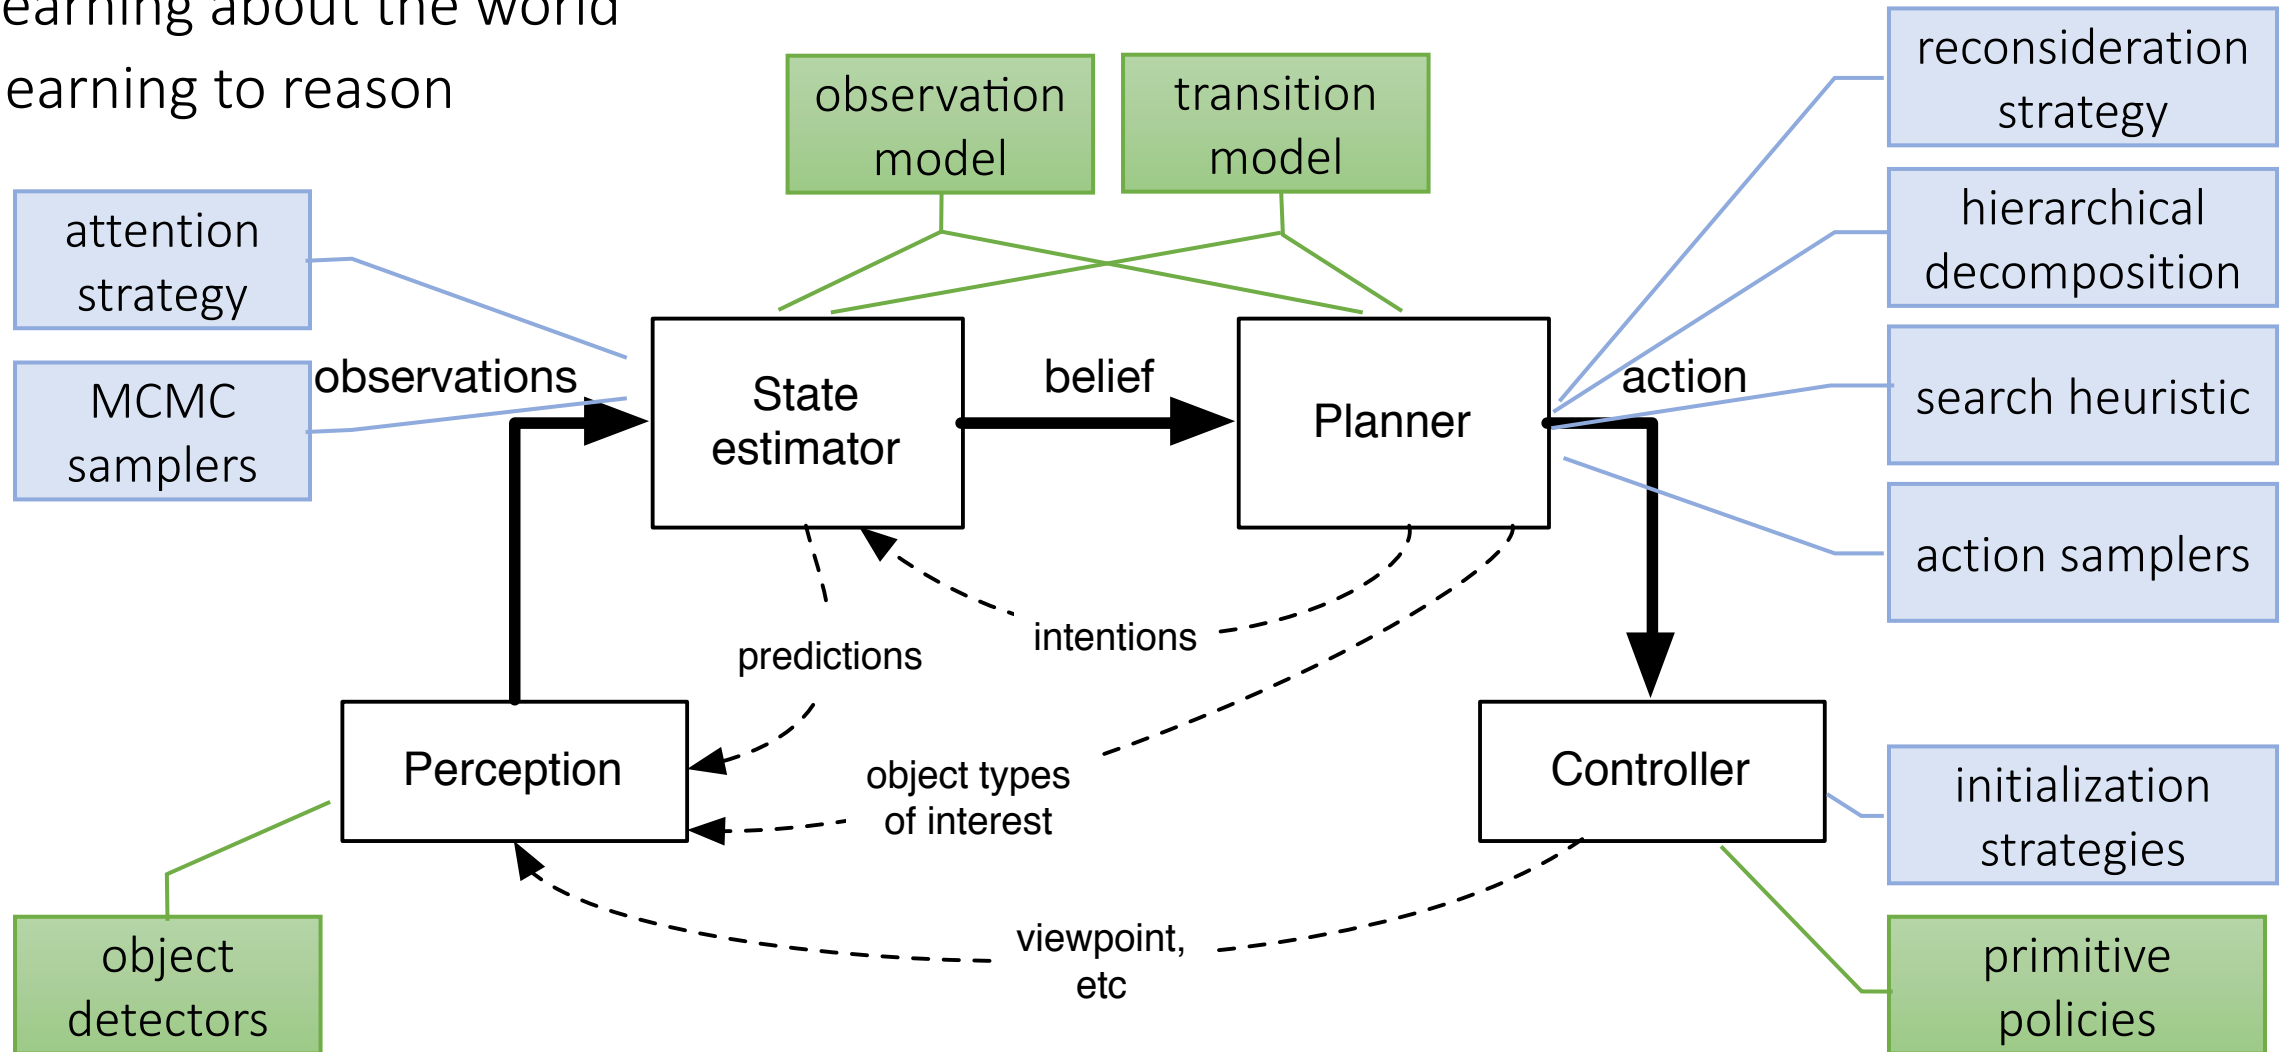 earning about the world
earning to reason
observation
model
transition
model
reconsideration
strategy
attention
strategy
hierarchical
decomposition
MCMC
samplers
observations
State
estimator
belief
Planner
action
search heuristic
action samplers
predictions
intentions
Perception
object types
of interest
Controller
initialization
strategies
object
detectors
viewpoint,
etc
primitive
policies